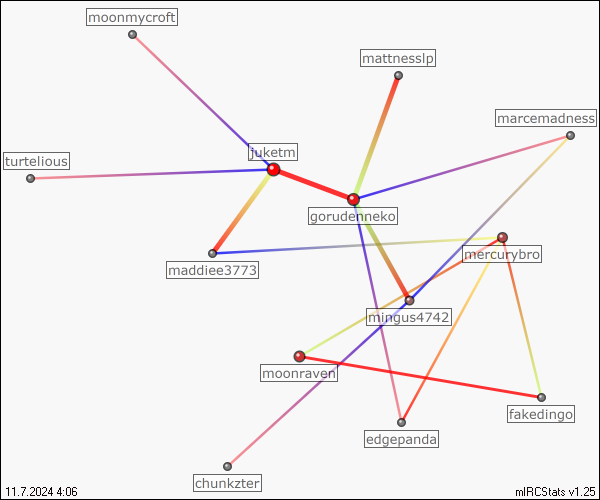 moonmycroft
mattnesslp
marcemadness
juketm
turtelious
gorudenneko
mercurybro
maddiee3773
mingus4742
moonraven
fakedingo
edgepanda
chunkzter
11.7.2024 4:06
mIRCStats v1.25